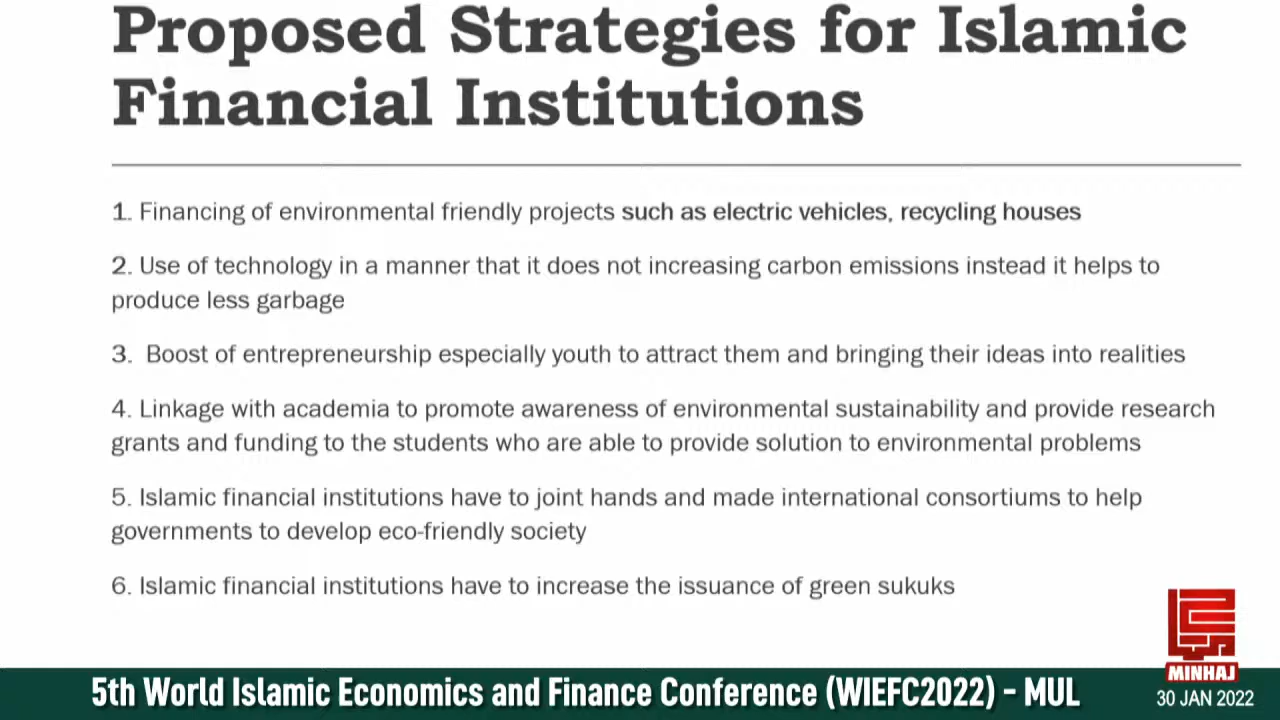 Proposed Strategies for Islamic
Financial Institutions
1. Financing of environmental friendly projects such as electric vehicles, recycling houses
2. Use of technology in a manner that it does not increasing carbon emissions instead it helps to
produce less garbage
3. Boost of entrepreneurship especially youth to attract them and bringing their ideas into realities
4. Linkage with academia to promote awareness of environmental sustainability and provide research
grants and funding to the students who are able to provide solution to environmental problems
5. Islamic financial institutions have to joint hands and made international consortiums to help
governments to develop eco-friendly society
6. Islamic financial institutions have to increase the issuance of green sukuks
MINHAJ
5th World Islamic Economics and Finance Conference (WIEFC2022) - MUL
30 JAN 2022